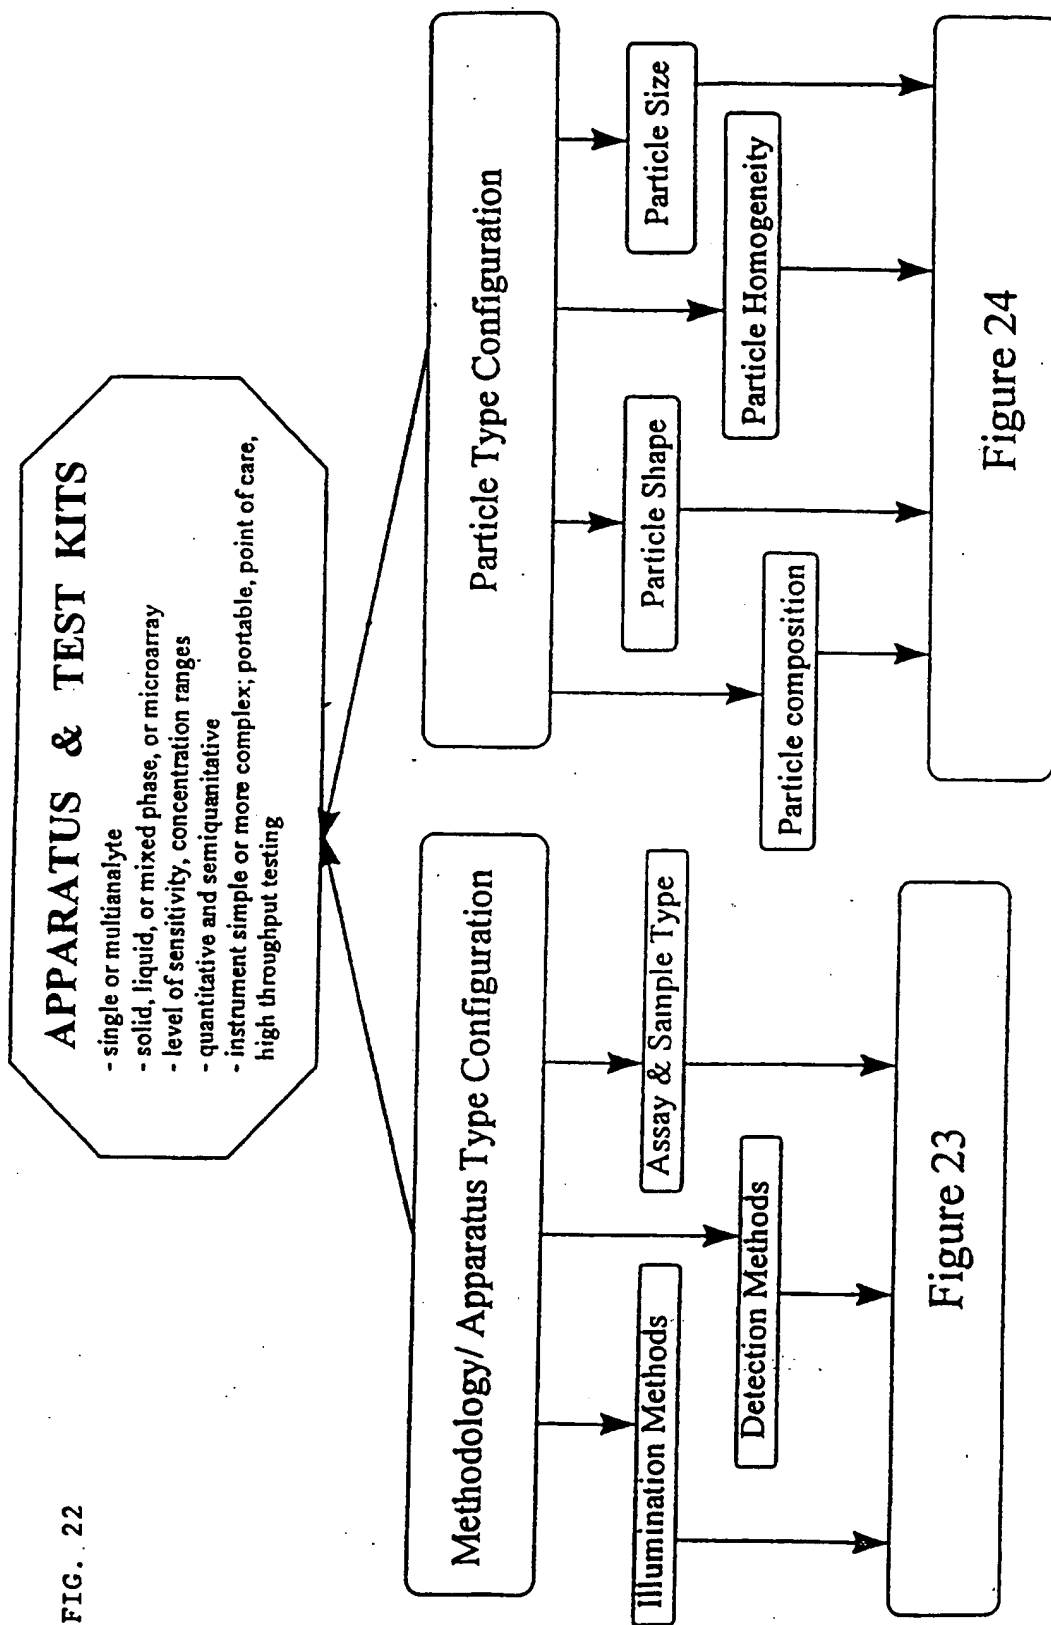 FIG. 22
APPARATUS & TEST KITS
- single or multianalyte
- solid, liquid, or mixed phase, or microarray
- level of sensitivity, concentration ranges
- quantitative and semiquanitative
- instrument simple or more complex; portable, point of care,
high throughput testing
Methodology/ Apparatus Type Configuration
Illumination Methods
Detection Methods
Assay & Sample Type
Figure 23
Particle Type Configuration
Particle composition
Particle Shape
Particle Homogeneity
Particle Size
Figure 24